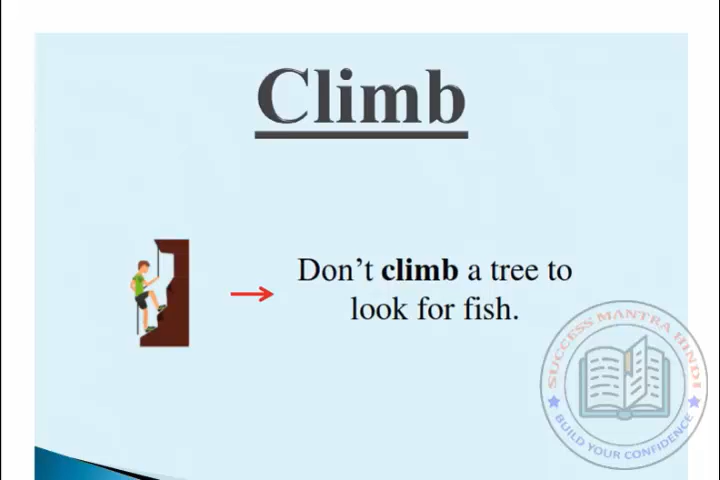 Climb
Don’t climb a tree to
look for fish.
SUCCESS MANTRA HINDI
BUILD YOUR CONFIDENCE